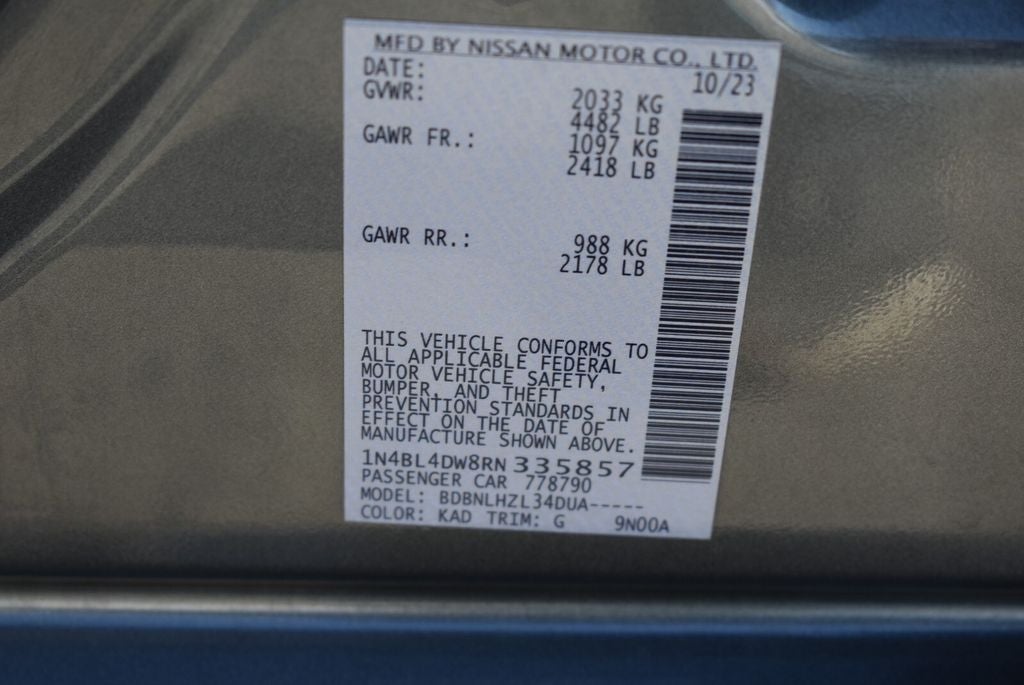 MFD BY NISSAN MOTOR CO., LTD.
DATE: 10/23
GVWR: 2033 KG
4482 LB
GAWR FR.: 1097 KG
2418 LB
GAWR RR.: 988 KG
2178 LB
THIS VEHICLE CONFORMS TO
ALL APPLICABLE FEDERAL
MOTOR VEHICLE SAFETY,
BUMPER, AND THEFT
PREVENTION STANDARDS IN
EFFECT ON THE DATE OF
MANUFACTURE SHOWN ABOVE.
1N4BL4DW8RN335857
PASSENGER CAR 778790
MODEL: BDBNLHZL34DUA-----
COLOR: KAD TRIM: G 9N00A